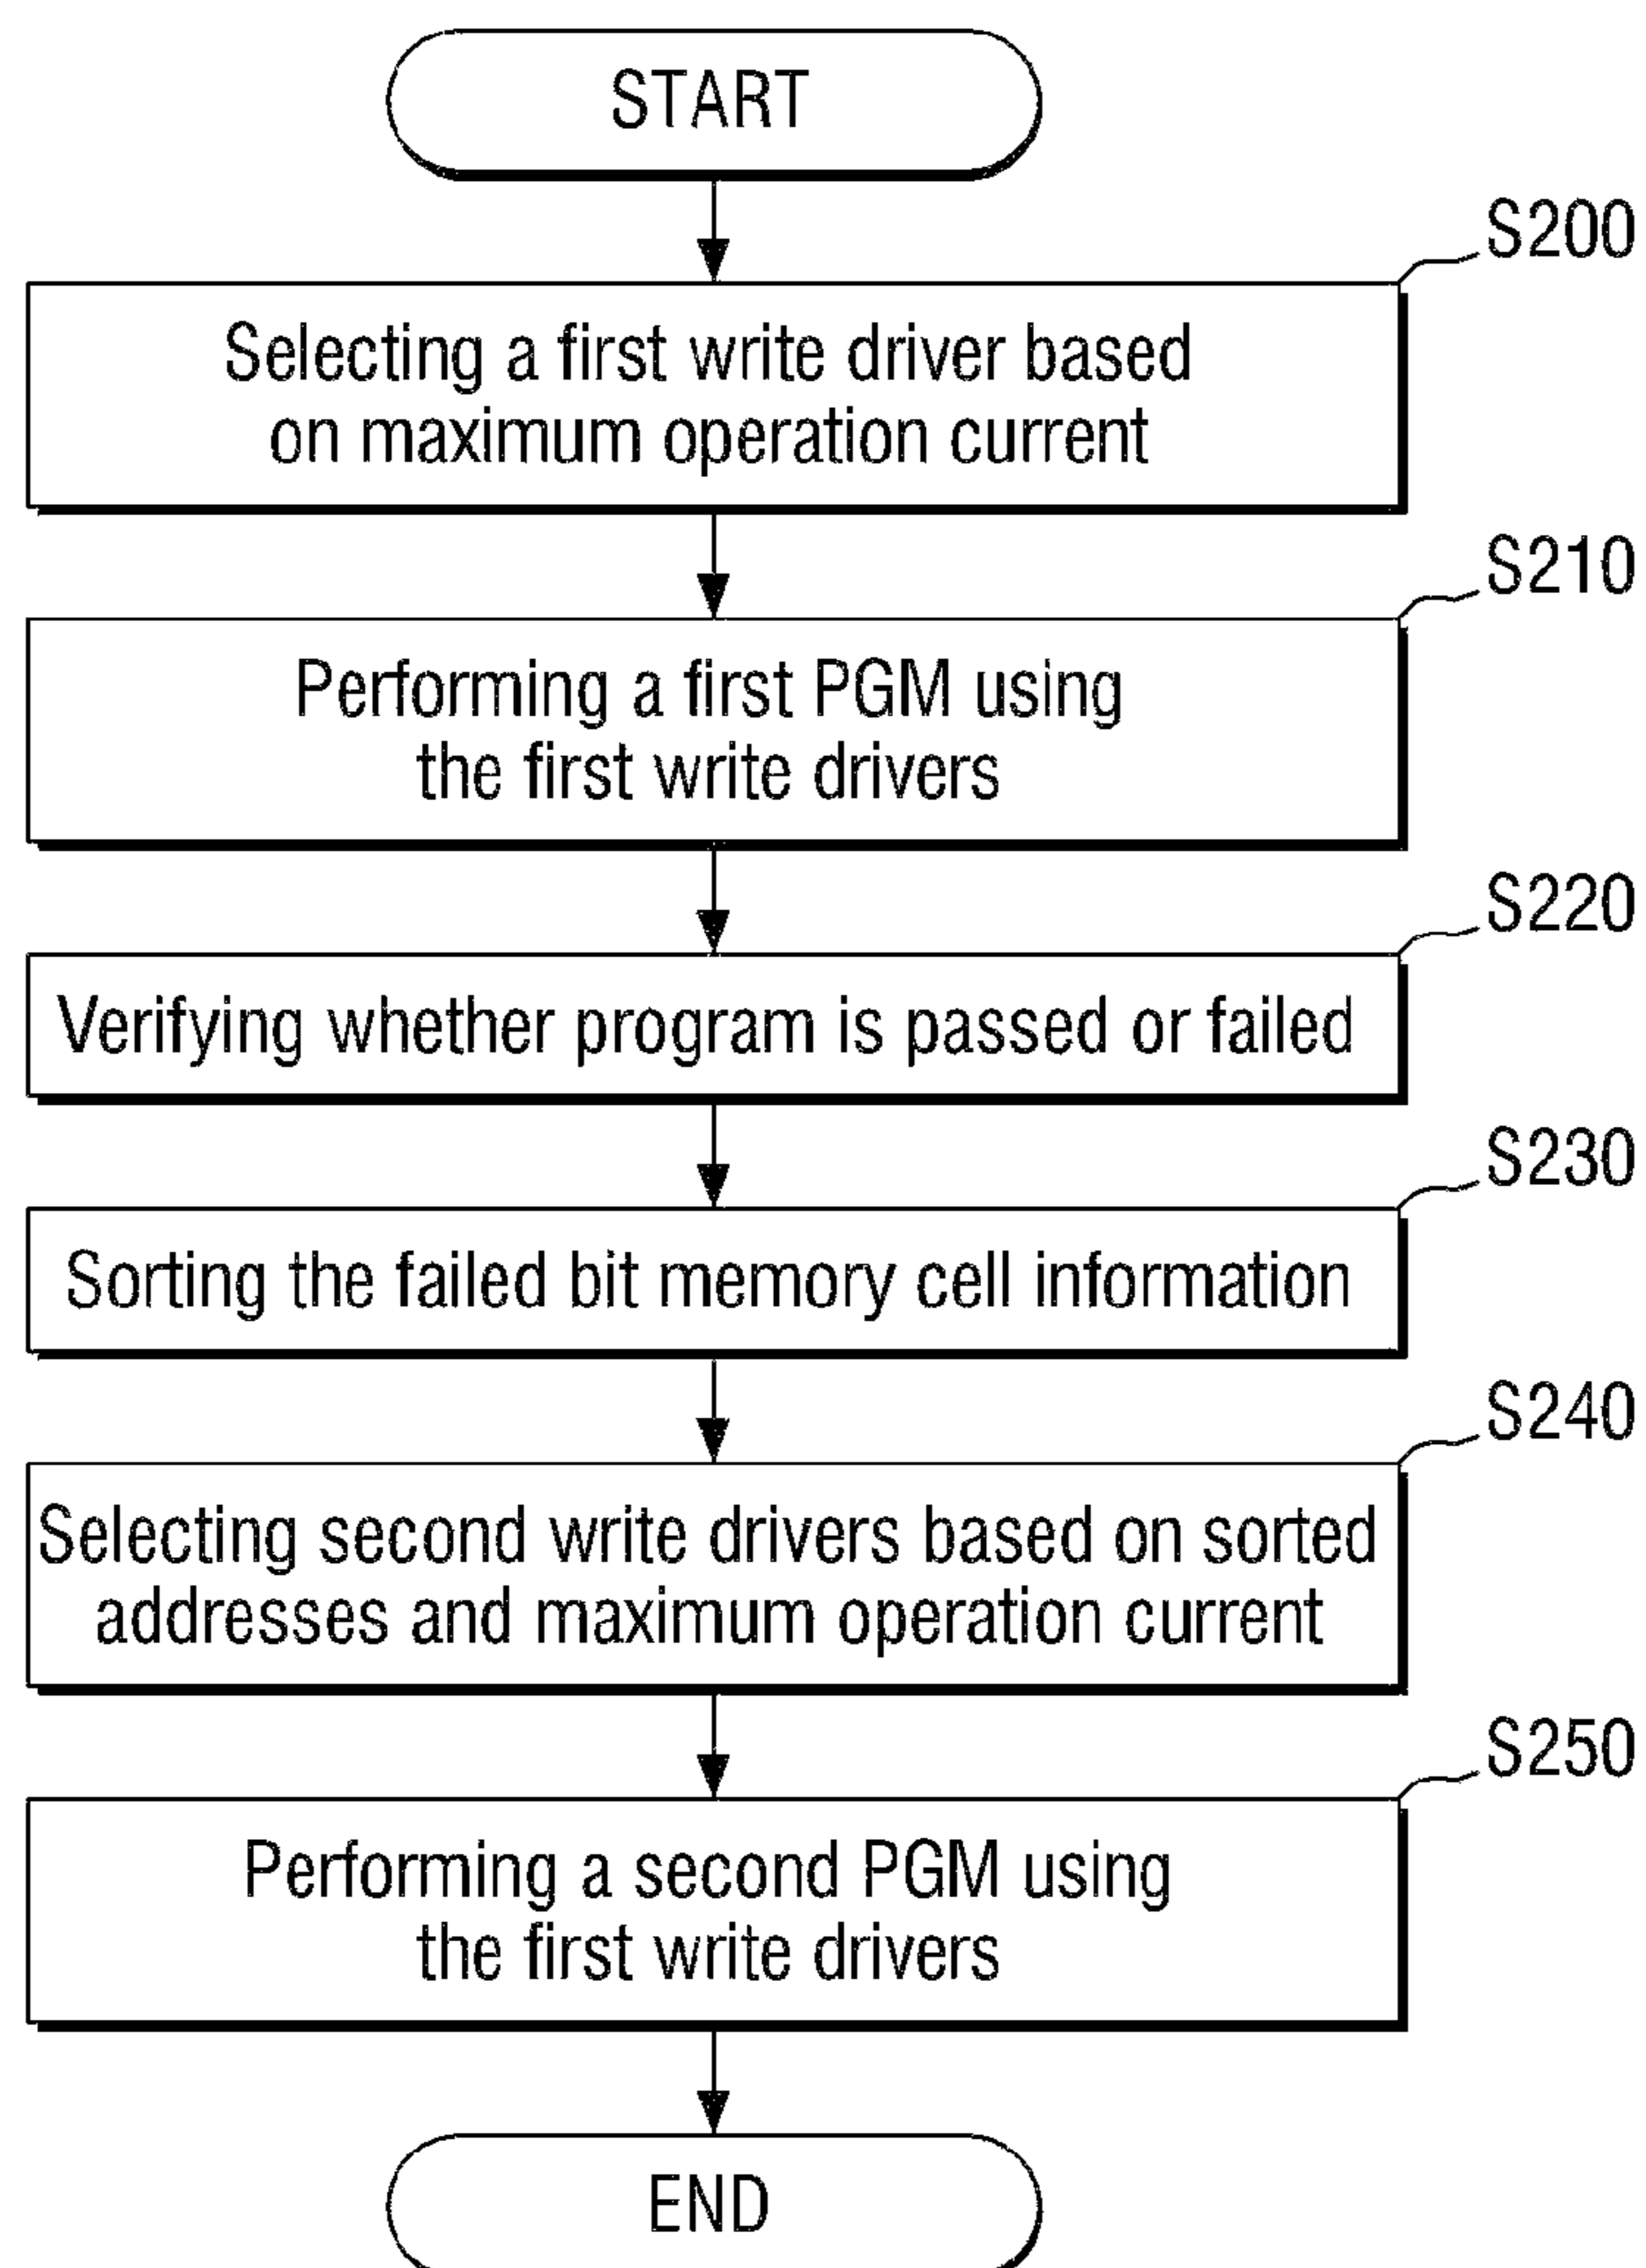 START
S200
Selecting a first write driver based
on maximum operation current
S210
Performing a first PGM using
the first write drivers
S220
Verifying whether program is passed or failed
S230
Sorting the failed bit memory cell information
S240
Selecting second write drivers based on sorted
addresses and maximum operation current
S250
Performing a second PGM using
the first write drivers
END